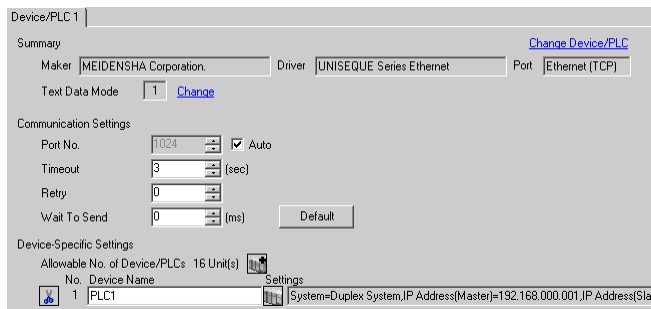 Device/PLC 1
Summary Change Device/PLC
Maker MEIDENSHA Corporation. Driver UNISEQUE Series Ethernet Port Ethernet (TCP)
Text Data Mode 1 Change
Communication Settings
Port No. 1024 Auto
Timeout 3 (sec)
Retry 0
Wait To Send 0 (ms) Default
Device-Specific Settings
Allowable No. of Device/PLCs 16 Unit(s)
No. Device Name Settings
1 PLC1 System=Duplex System,IP Address(Master)=192.168.000.001,IP Address(Sla